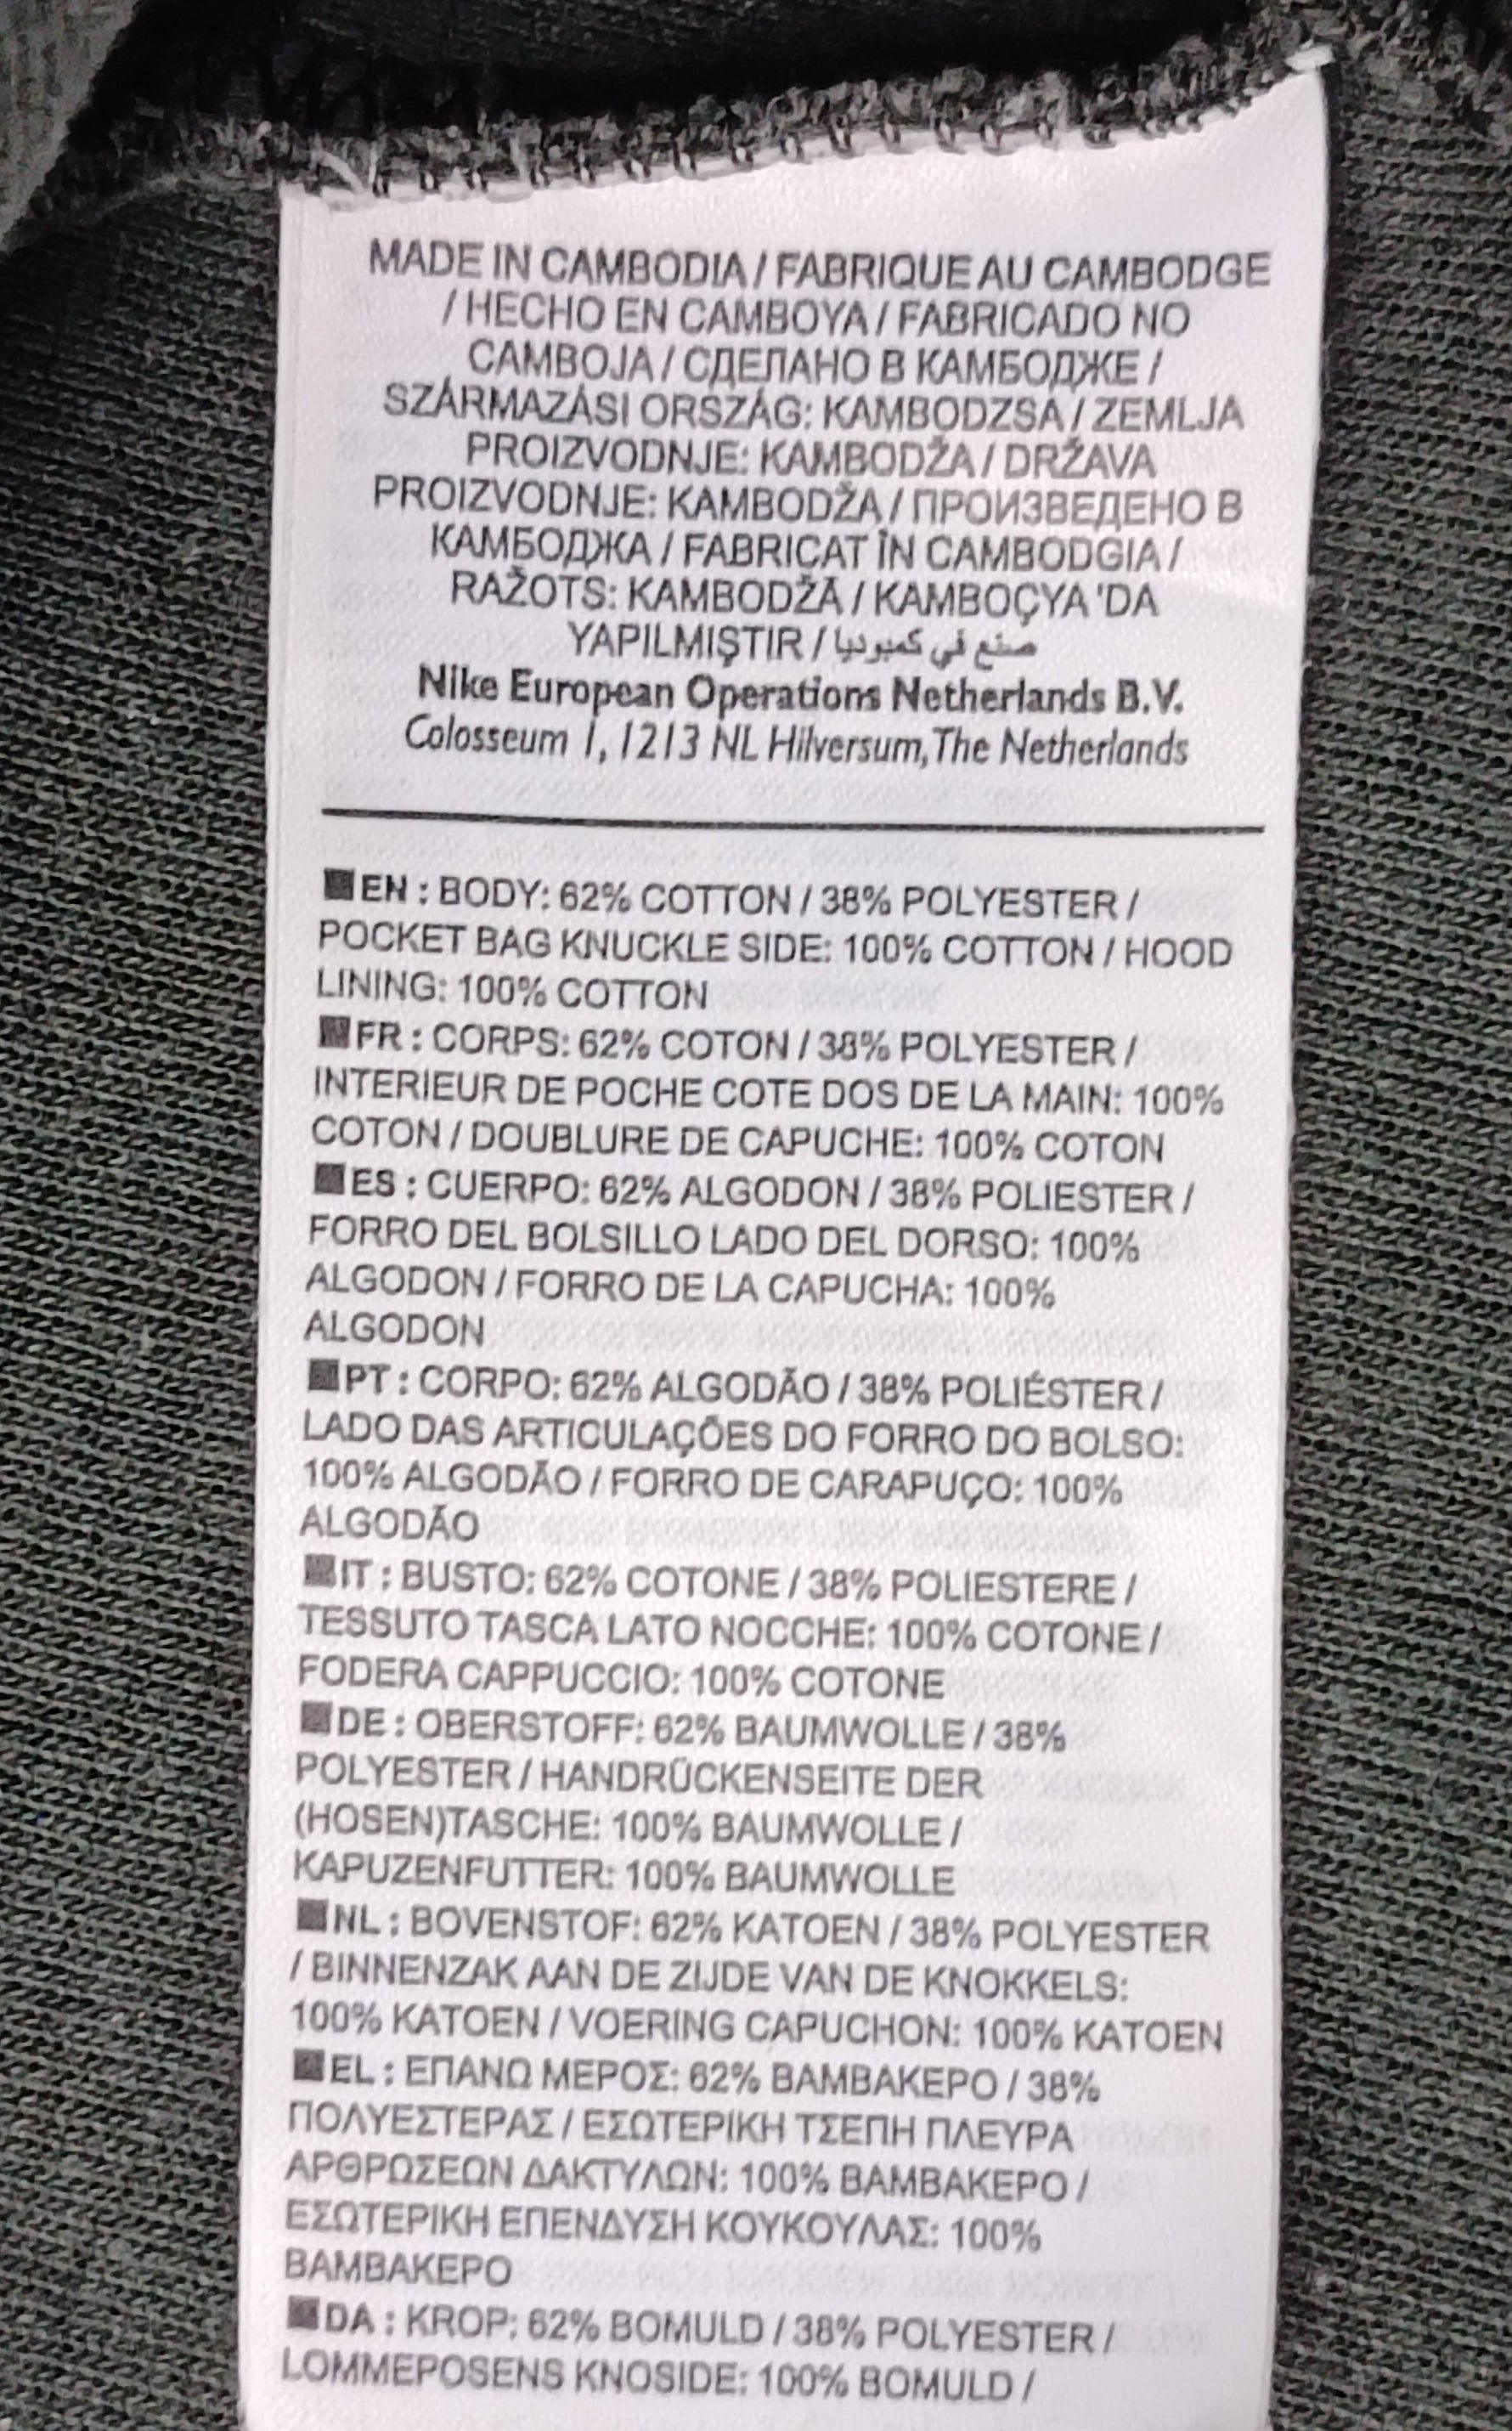 MADE IN CAMBODIA / FABRIQUE AU CAMBODGE
/ HECHO EN CAMBOYA / FABRICADO NO
CAMBOJA / СДЕЛАНО В КАМБОДЖЕ /
SZÁRMAZÁSI ORSZÁG: KAMBODZSA / ZEMLJA
PROIZVODNJE: KAMBODŽA / DRŽAVA
PROIZVODNJE: KAMBODŽA / ПРОИЗВЕДЕНО В
КАМБОДЖА / FABRICAT ÎN CAMBODGIA /
RAŽOTS: KAMBODŽĀ / KAMBOÇYA 'DA
YAPILMIŞTIR / صنع في كمبوديا
Nike European Operations Netherlands B.V.
Colosseum 1, 1213 NL Hilversum, The Netherlands
EN : BODY: 62% COTTON / 38% POLYESTER /
POCKET BAG KNUCKLE SIDE: 100% COTTON / HOOD
LINING: 100% COTTON
FR : CORPS: 62% COTON / 38% POLYESTER /
INTERIEUR DE POCHE COTE DOS DE LA MAIN: 100%
COTON / DOUBLURE DE CAPUCHE: 100% COTON
ES : CUERPO: 62% ALGODON / 38% POLIESTER /
FORRO DEL BOLSILLO LADO DEL DORSO: 100%
ALGODON / FORRO DE LA CAPUCHA: 100%
ALGODON
PT : CORPO: 62% ALGODÃO / 38% POLIÉSTER /
LADO DAS ARTICULAÇÕES DO FORRO DO BOLSO:
100% ALGODÃO / FORRO DE CARAPUÇO: 100%
ALGODÃO
IT : BUSTO: 62% COTONE / 38% POLIESTERE /
TESSUTO TASCA LATO NOCCHE: 100% COTONE /
FODERA CAPPUCCIO: 100% COTONE
DE : OBERSTOFF: 62% BAUMWOLLE / 38%
POLYESTER / HANDRÜCKENSEITE DER
(HOSEN)TASCHE: 100% BAUMWOLLE /
KAPUZENFUTTER: 100% BAUMWOLLE
NL : BOVENSTOF: 62% KATOEN / 38% POLYESTER
/ BINNENZAK AAN DE ZIJDE VAN DE KNOKKELS:
100% KATOEN / VOERING CAPUCHON: 100% KATOEN
EL : ΕΠΑΝΩ ΜΕΡΟΣ: 62% ΒΑΜΒΑΚΕΡΟ / 38%
ΠΟΛΥΕΣΤΕΡΑΣ / ΕΣΩΤΕΡΙΚΗ ΤΣΕΠΗ ΠΛΕΥΡΑ
ΑΡΘΡΩΣΕΩΝ ΔΑΚΤΥΛΩΝ: 100% ΒΑΜΒΑΚΕΡΟ /
ΕΣΩΤΕΡΙΚΗ ΕΠΕΝΔΥΣΗ ΚΟΥΚΟΥΛΑΣ: 100%
ΒΑΜΒΑΚΕΡΟ
DA : KROP: 62% BOMULD / 38% POLYESTER /
LOMMEPOSENS KNOSIDE: 100% BOMULD /